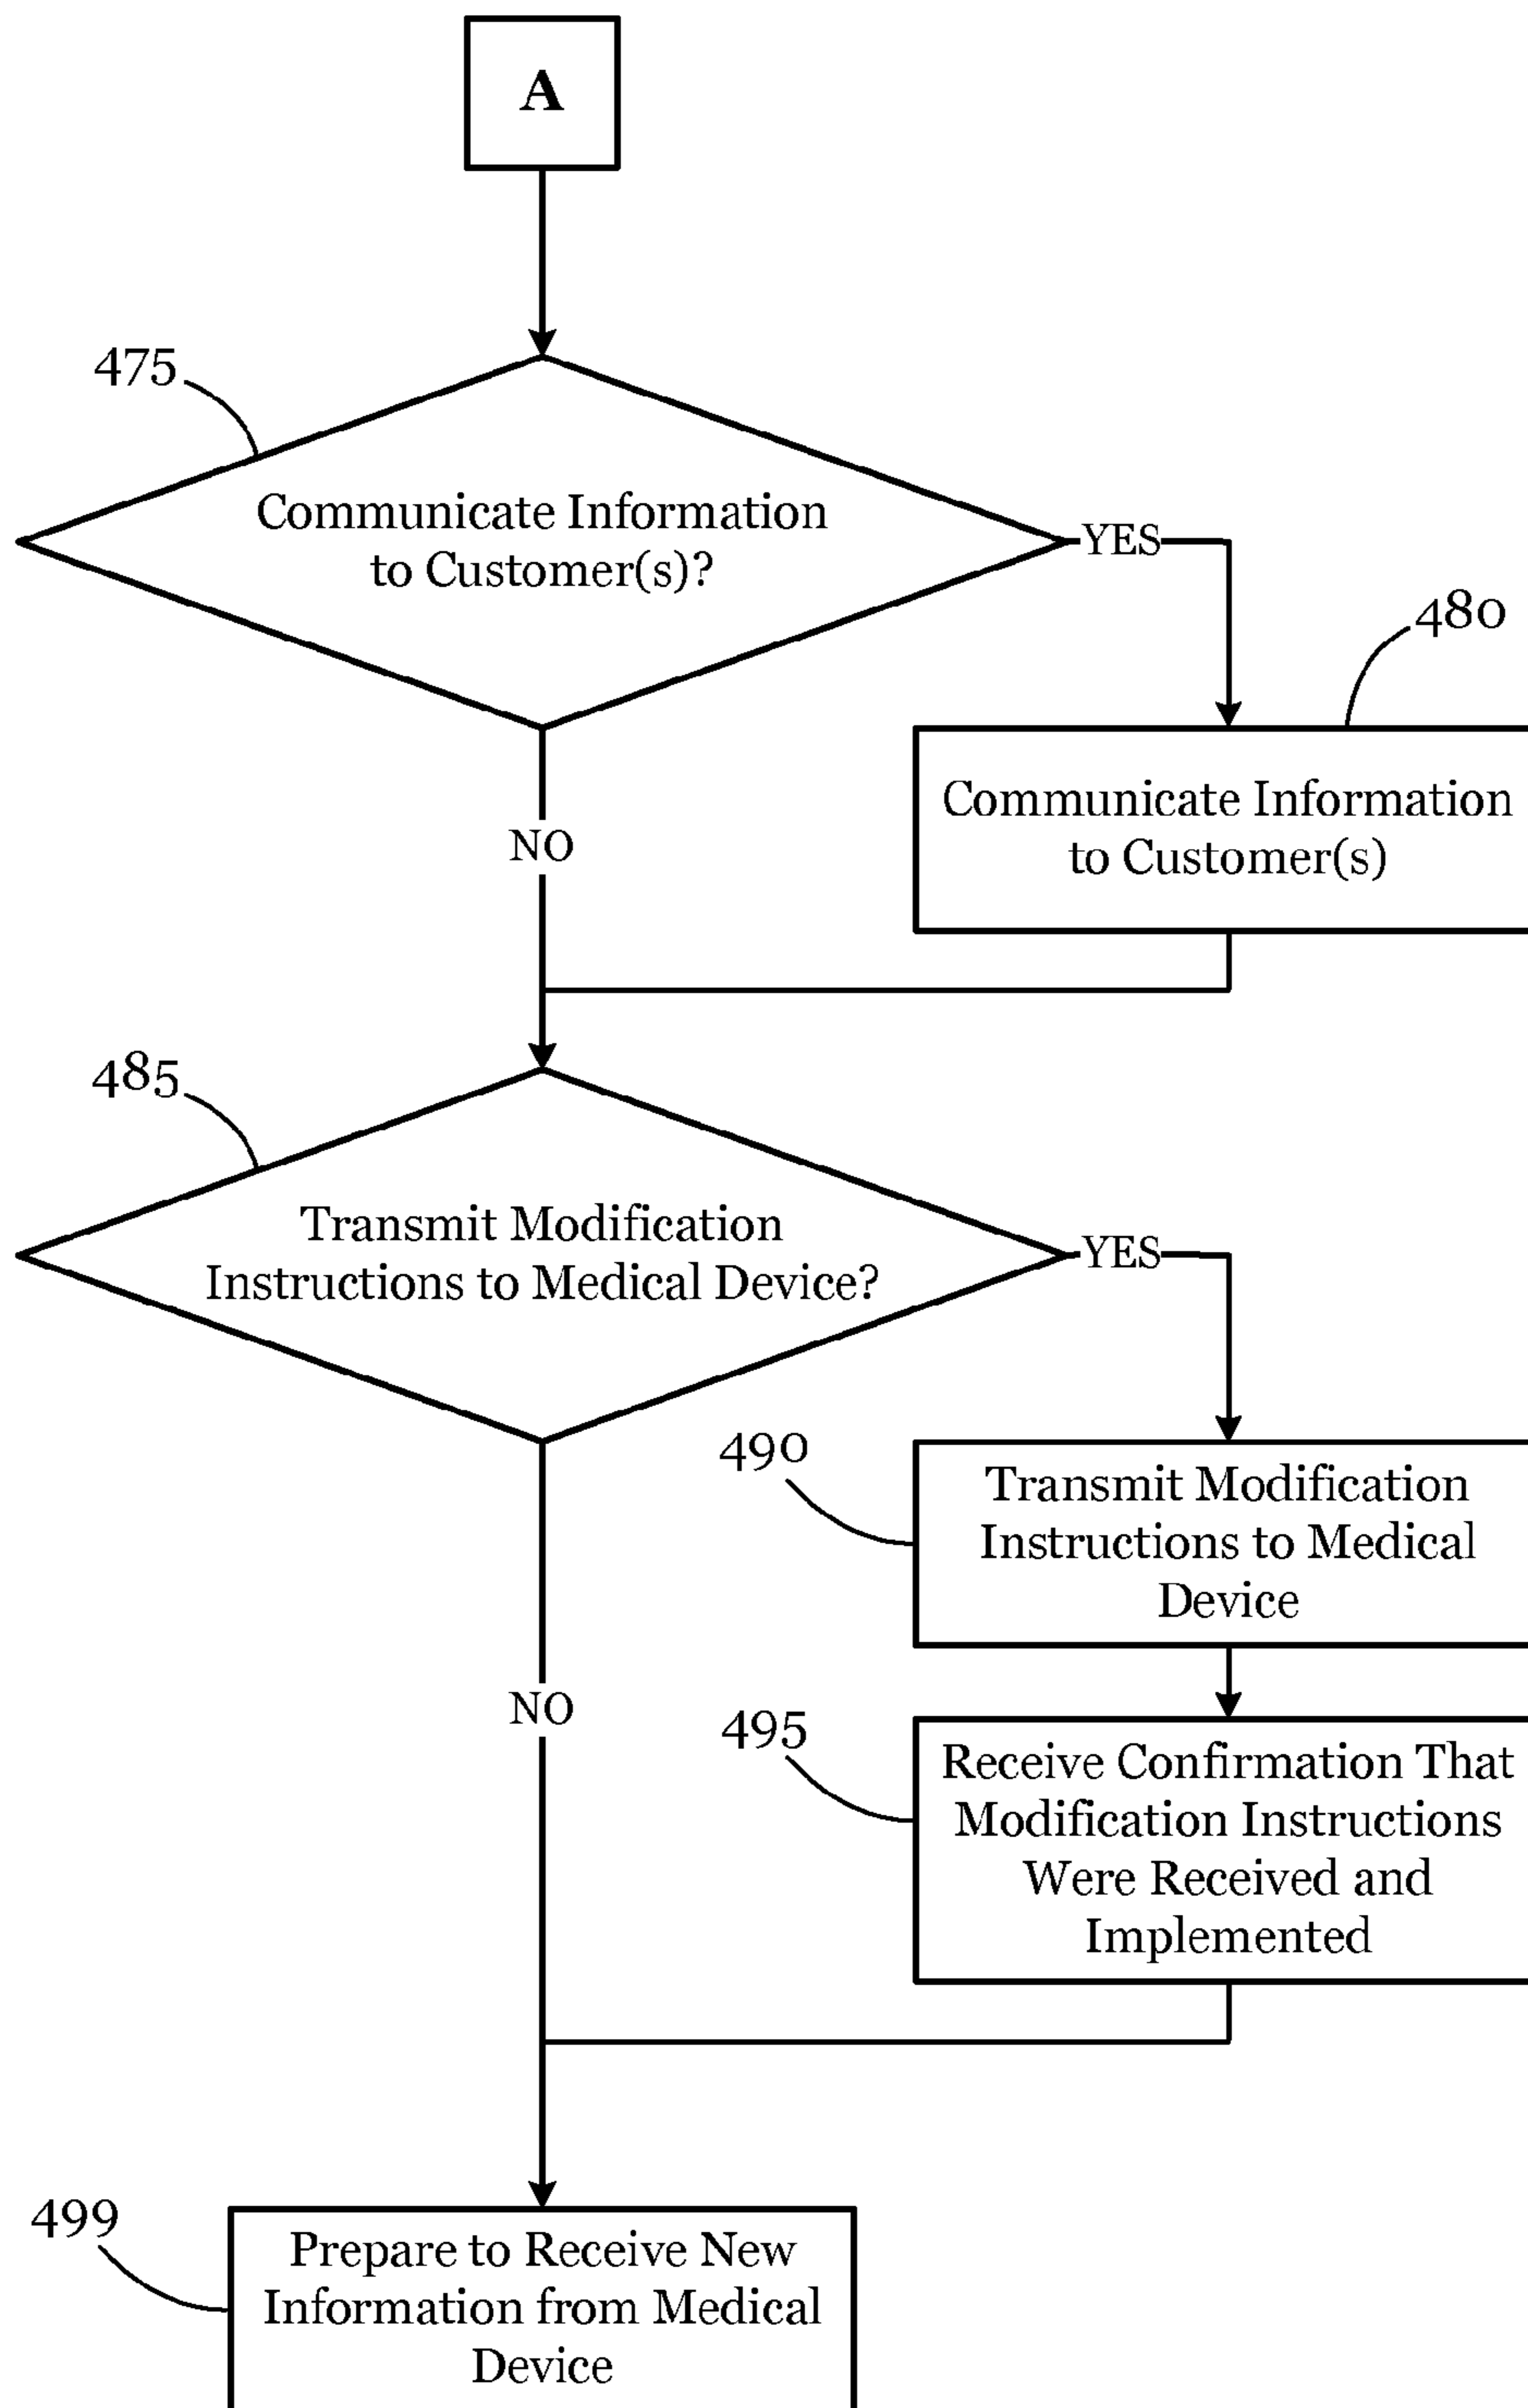 A
475
Communicate Information
to Customer(s)?
YES
480
Communicate Information
to Customer(s)
NO
485
Transmit Modification
Instructions to Medical Device?
YES
490
Transmit Modification
Instructions to Medical
Device
NO
495
Receive Confirmation That
Modification Instructions
Were Received and
Implemented
499
Prepare to Receive New
Information from Medical
Device